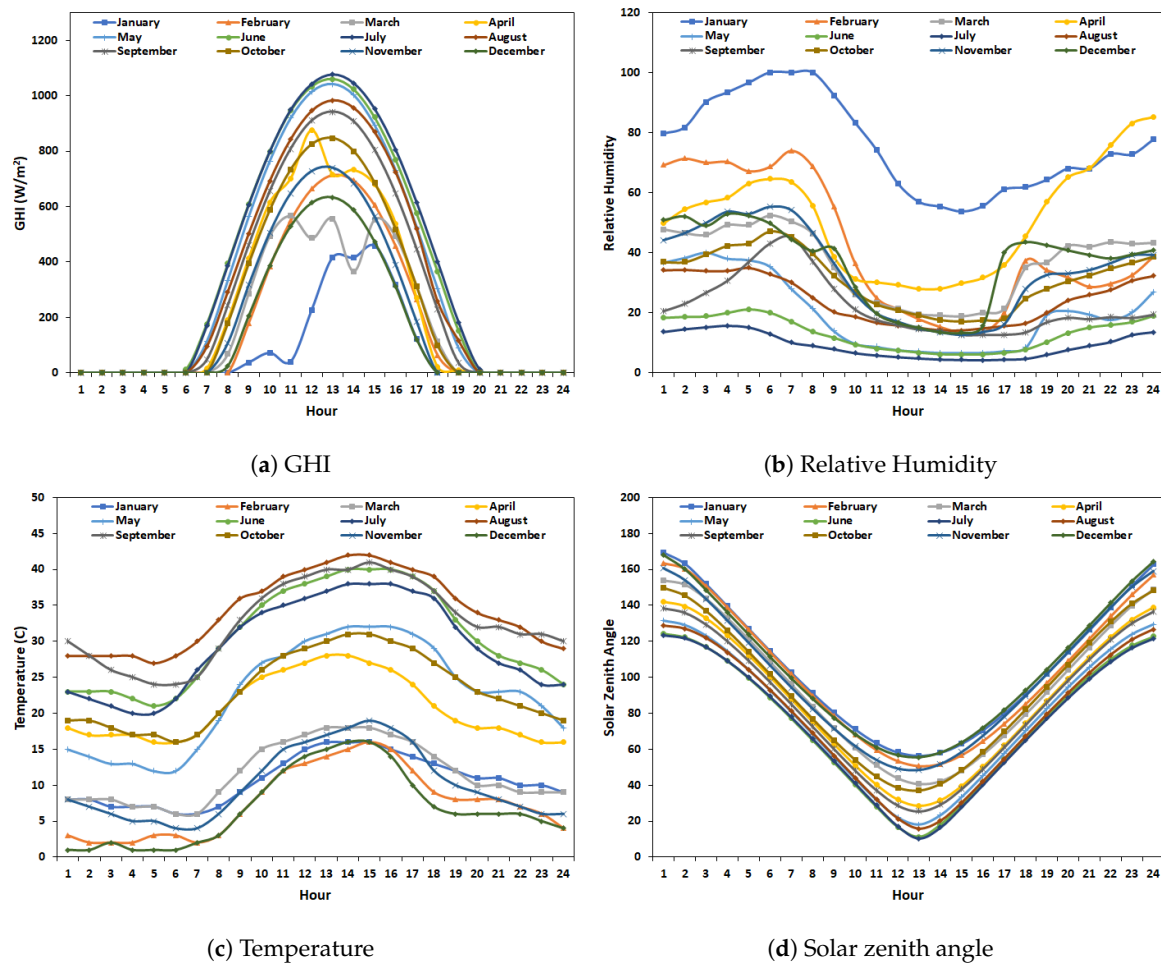 January February March April
May June July August
September October November December
GHI (W/m²)
1200
1000
800
600
400
200
0
1 2 3 4 5 6 7 8 9 10 11 12 13 14 15 16 17 18 19 20 21 22 23 24
Hour
(a) GHI
January February March April
May June July August
September October November December
Relative Humidity
120
100
80
60
40
20
0
1 2 3 4 5 6 7 8 9 10 11 12 13 14 15 16 17 18 19 20 21 22 23 24
Hour
(b) Relative Humidity
January February March April
May June July August
September October November December
Temperature (C)
50
45
40
35
30
25
20
15
10
5
0
1 2 3 4 5 6 7 8 9 10 11 12 13 14 15 16 17 18 19 20 21 22 23 24
Hour
(c) Temperature
January February March April
May June July August
September October November December
Solar Zenith Angle
200
180
160
140
120
100
80
60
40
20
0
1 2 3 4 5 6 7 8 9 10 11 12 13 14 15 16 17 18 19 20 21 22 23 24
Hour
(d) Solar zenith angle